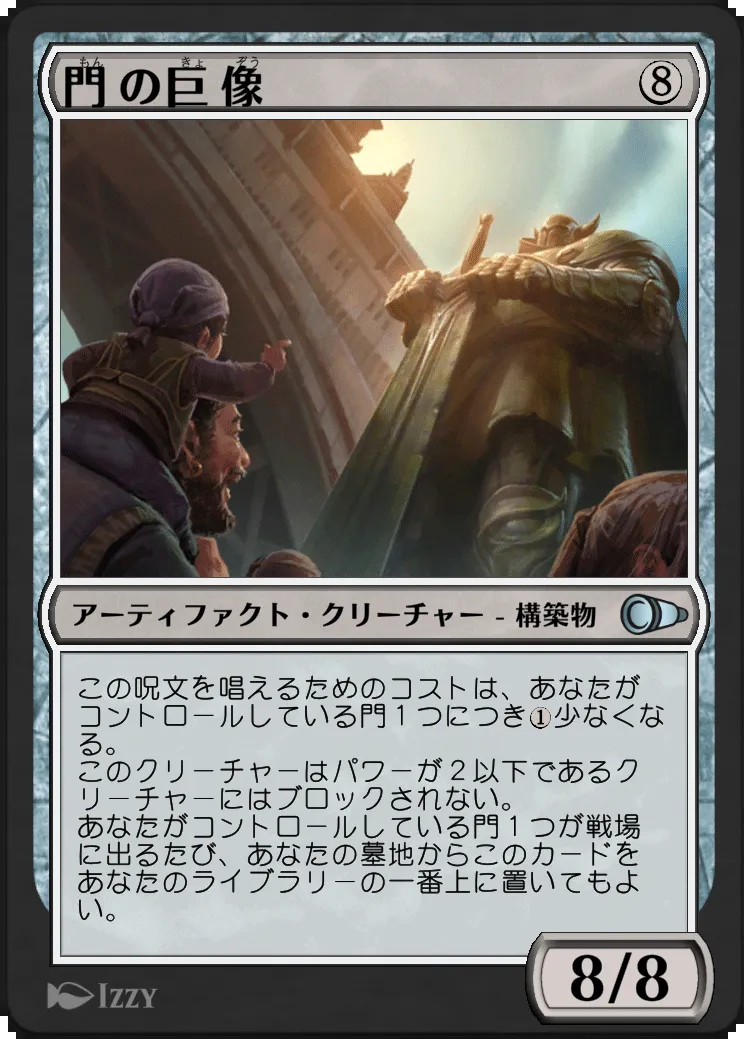 もん きょ ぞう
門の巨像 8
アーティファクト・クリーチャー - 構築物
この呪文を唱えるためのコストは、あなたが
コントロールしている門1つにつき①少なくな
る。
このクリーチャーはパワーが2以下であるク
リーチャーにはブロックされない。
あなたがコントロールしている門1つが戦場
に出るたび、あなたの墓地からこのカードを
あなたのライブラリーの一番上に置いてもよ
い。
8/8
IZZY